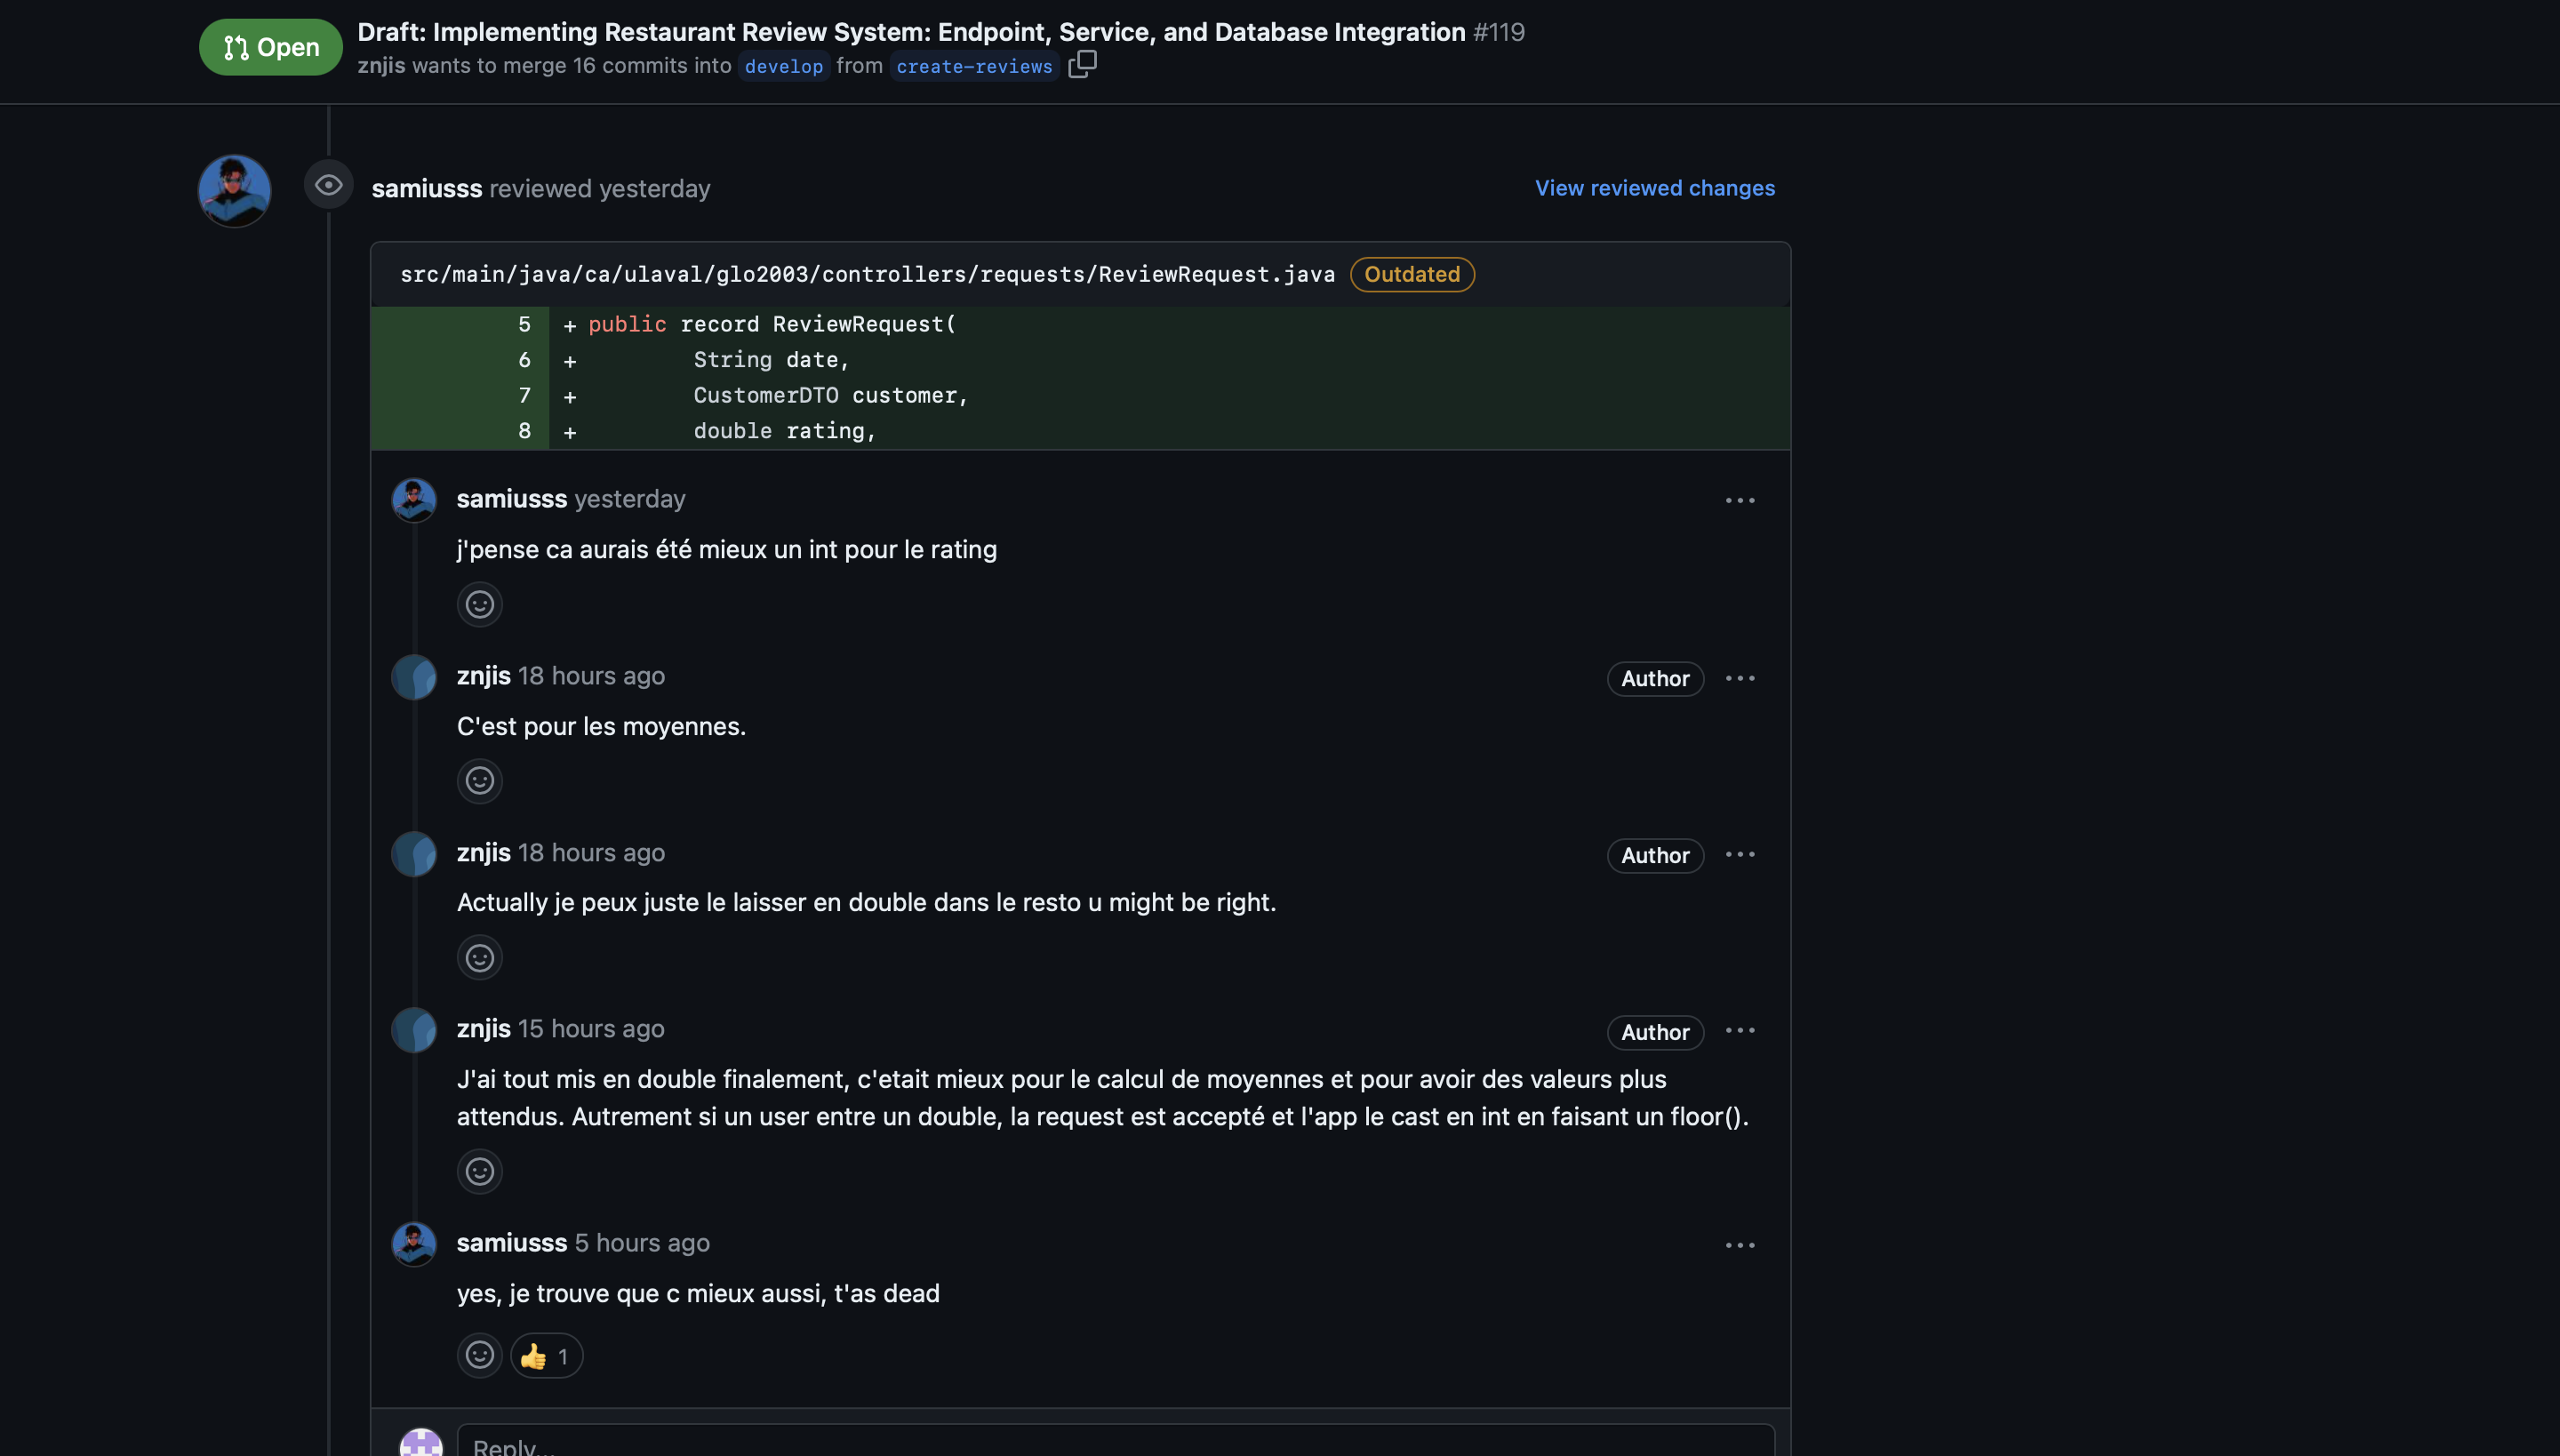 Open
Draft: Implementing Restaurant Review System: Endpoint, Service, and Database Integration #119
znjis wants to merge 16 commits into develop from create-reviews
samiusss reviewed yesterday
View reviewed changes
src/main/java/ca/ulaval/glo2003/controllers/requests/ReviewRequest.java Outdated
5 + public record ReviewRequest(
6 + String date,
7 + CustomerDTO customer,
8 + double rating,
samiusss yesterday
j'pense ca aurais été mieux un int pour le rating
znjis 18 hours ago
Author
C'est pour les moyennes.
znjis 18 hours ago
Author
Actually je peux juste le laisser en double dans le resto u might be right.
znjis 15 hours ago
Author
J'ai tout mis en double finalement, c'etait mieux pour le calcul de moyennes et pour avoir des valeurs plus
attendus. Autrement si un user entre un double, la request est accepté et l'app le cast en int en faisant un floor().
samiusss 5 hours ago
yes, je trouve que c mieux aussi, t'as dead
👍 1
Reply...